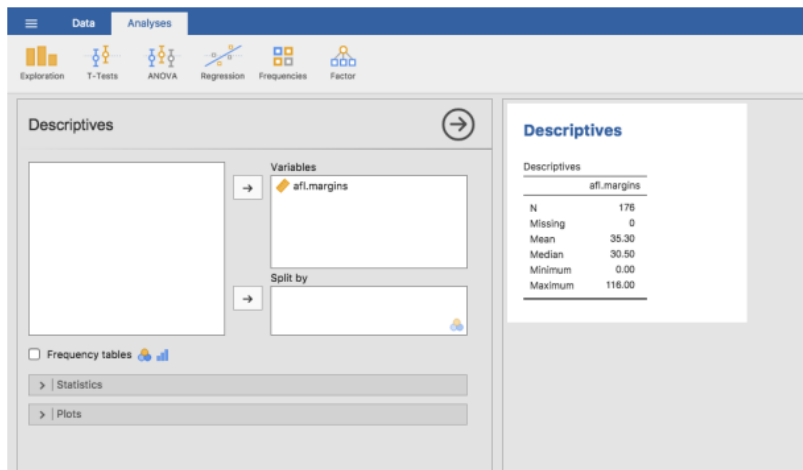 Data Analyses
Exploration T-Tests ANOVA Regression Frequencies Factor
Descriptives
Variables
afl.margins
Split by
Frequency tables
Statistics
Plots
Descriptives
Descriptives
afl.margins
N 176
Missing 0
Mean 35.30
Median 30.50
Minimum 0.00
Maximum 116.00